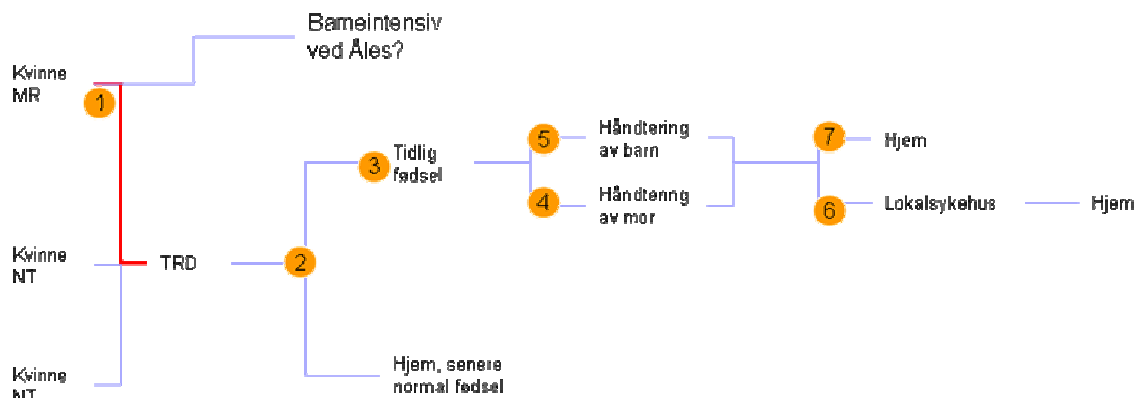 Barneintensiv
ved Åles?
Kvinne
MR
1
5
Håndtering
av barn
7
Hjem
3
Tidlig
fødsel
4
Håndtering
av mor
6
Lokalsykehus
Hjem
Kvinne
NT
TRD
2
Hjem, senere
normal fødsel
Kvinne
NT